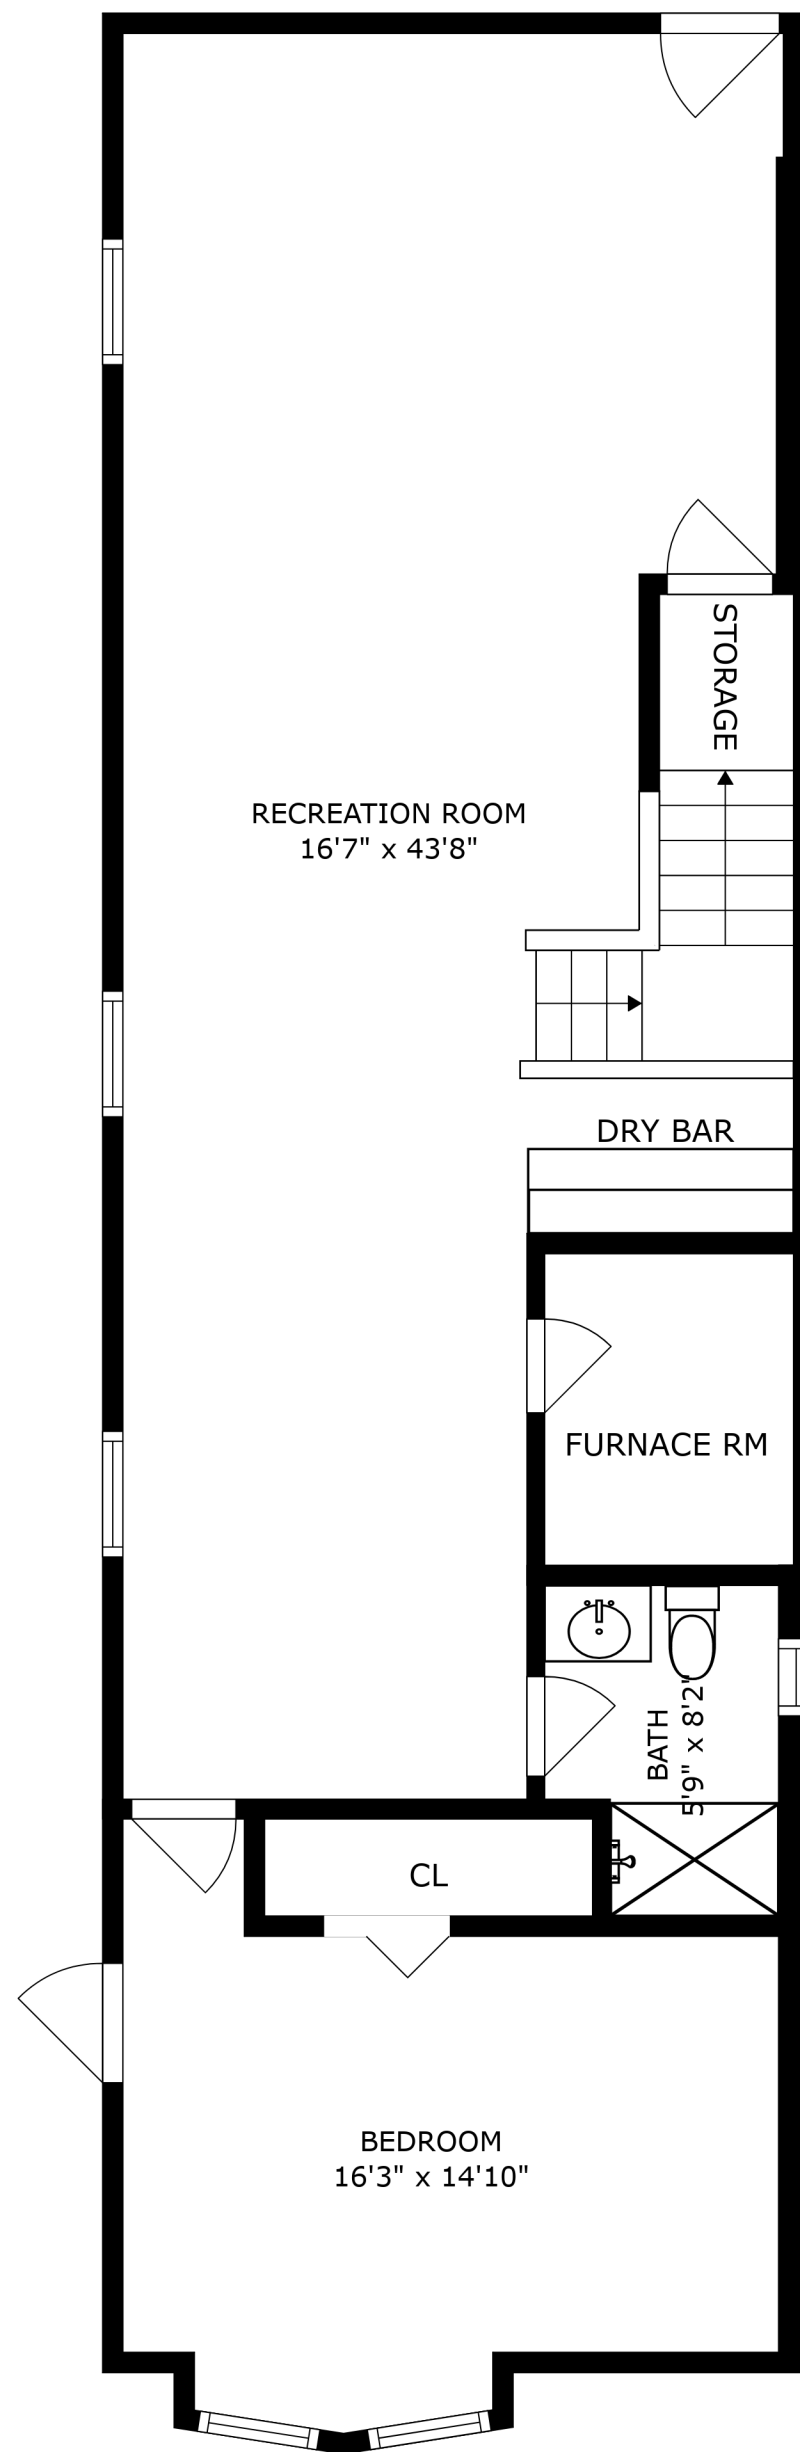 STORAGE
RECREATION ROOM
16'7" x 43'8"
DRY BAR
FURNACE RM
BATH
5'9" x 8'2"
CL
BEDROOM
16'3" x 14'10"